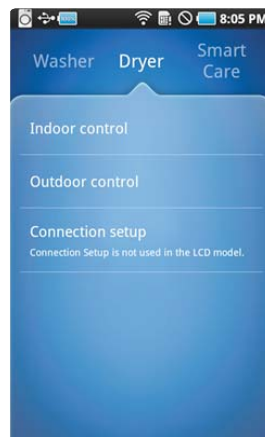 8:05 PM
Washer Dryer Smart Care
Indoor control
Outdoor control
Connection setup
Connection Setup is not used in the LCD model.